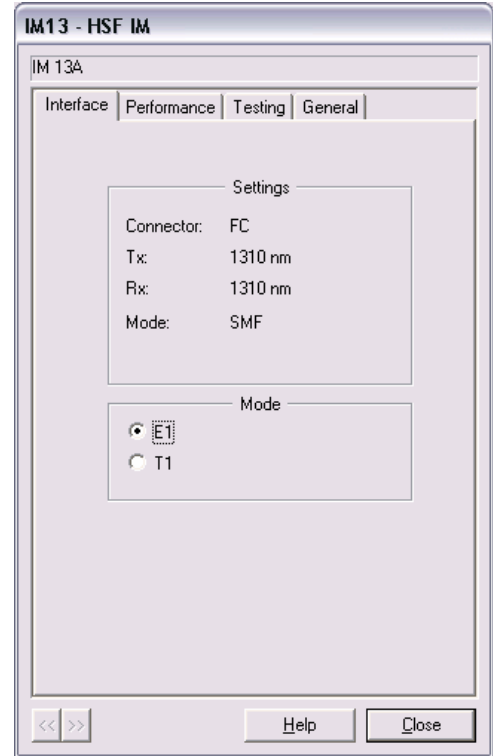 IM13 - HSF IM
IM 13A
Interface Performance Testing General
Settings
Connector: FC
Tx: 1310 nm
Rx: 1310 nm
Mode: SMF
Mode
E1
T1
<< >> Help Close